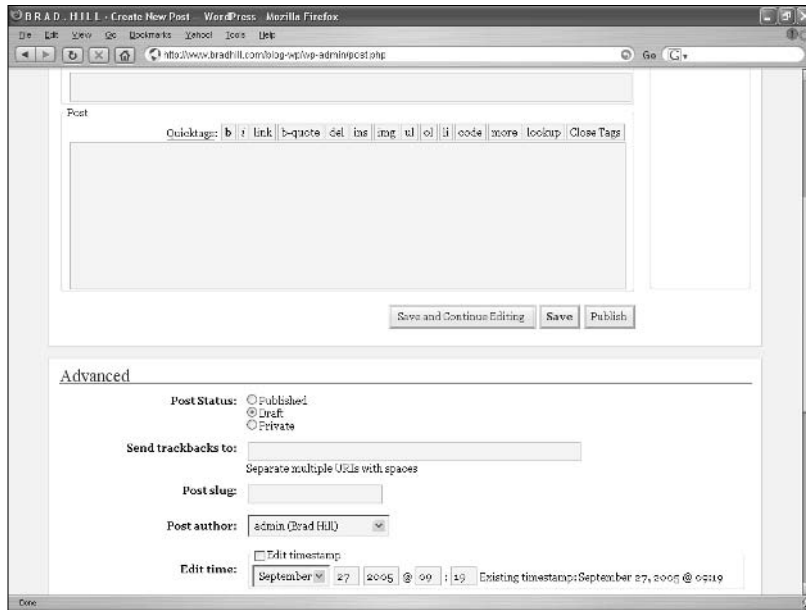 B R A D . H I L L - Create New Post — WordPress - Mozilla Firefox
File Edit View Go Bookmarks Yahoo! Tools Help
http://www.bradhill.com/blog-wp/wp-admin/post.php Go G
Post
Quicktags: b i link b-quote del ins img ul ol li code more lookup Close Tags
Save and Continue Editing Save Publish
Advanced
Post Status: Published
Draft
Private
Send trackbacks to:
Separate multiple URIs with spaces
Post slug:
Post author: admin (Brad Hill)
Edit timestamp
Edit time: September 27 2005 @ 09 : 19 Existing timestamp: September 27, 2005 @ 09:19
Done